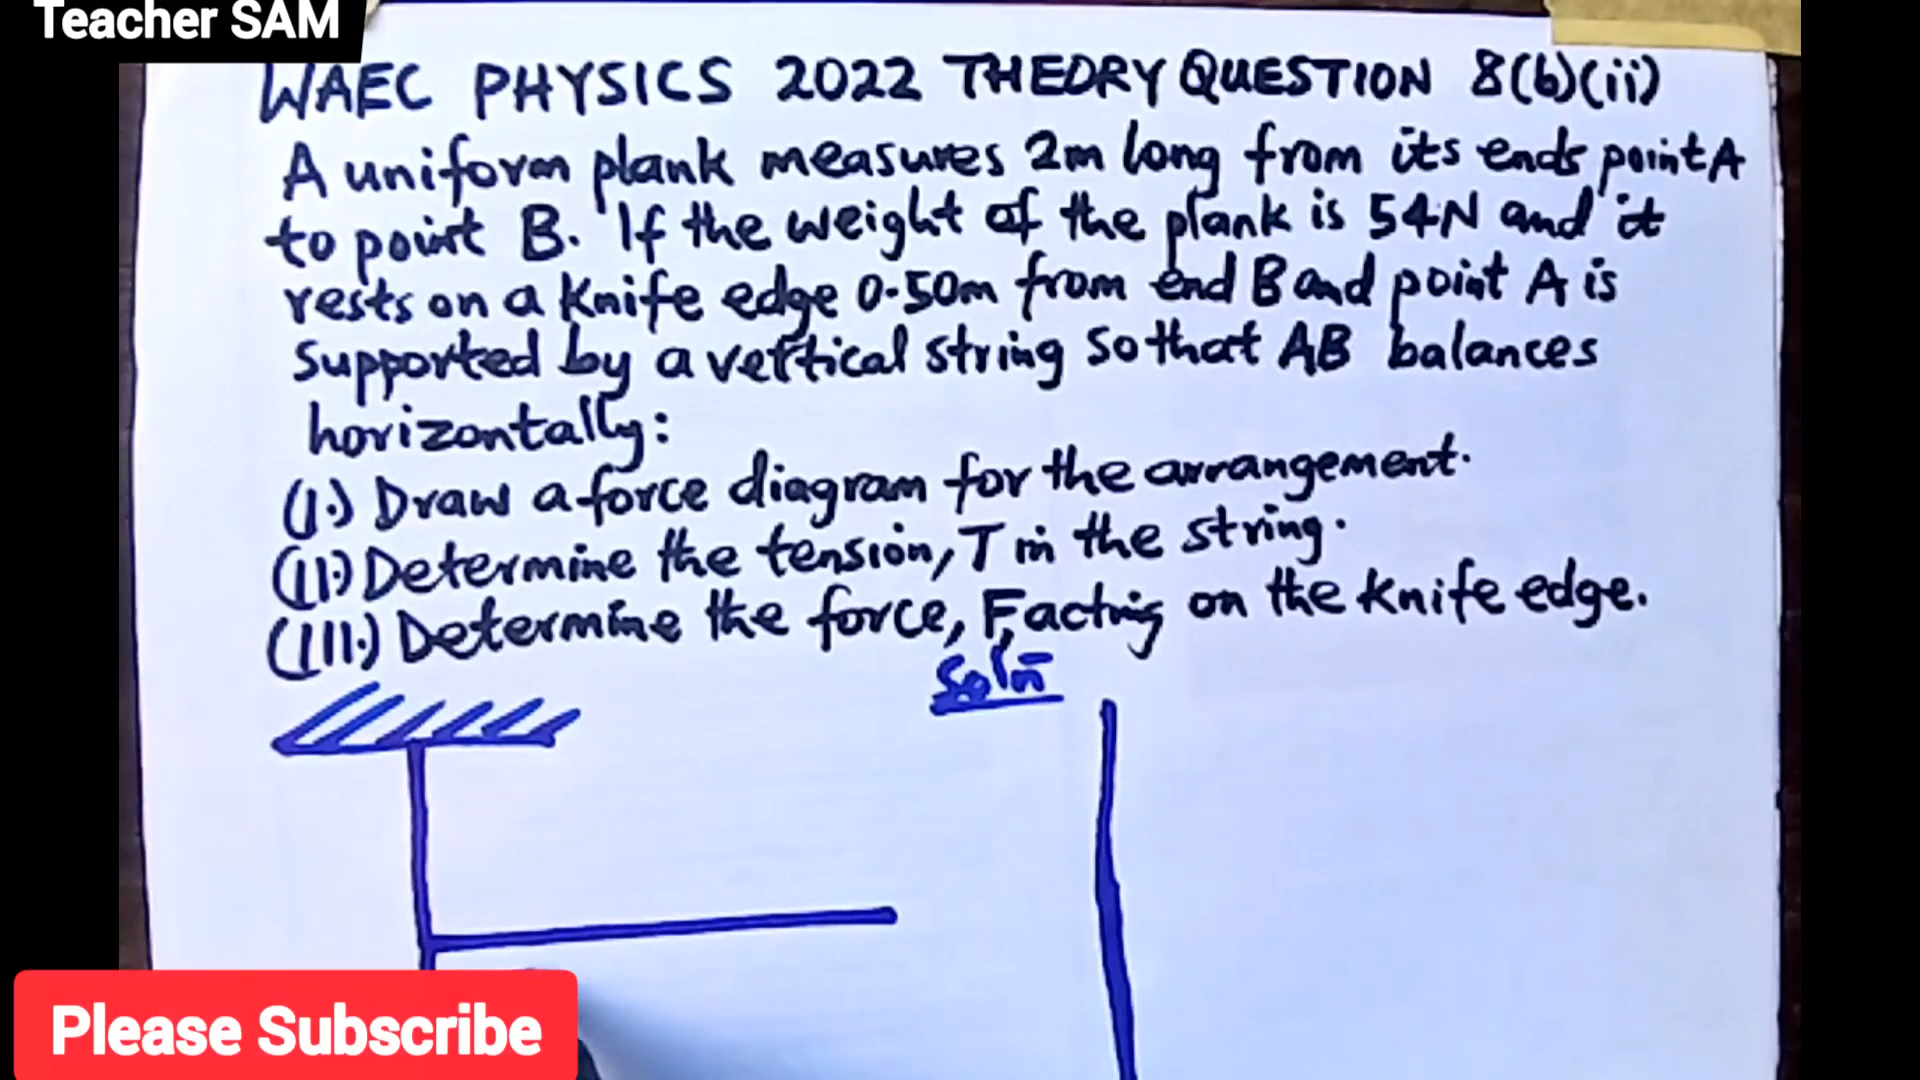 Teacher SAM
WAEC PHYSICS 2022 THEORY QUESTION 8(b)(ii)
A uniform plank measures 2m long from its ends point A
to point B. If the weight of the plank is 54N and it
rests on a Knife edge 0.50m from end B and point A is
supported by a vertical string so that AB balances
horizontally:
(I.) Draw a force diagram for the arrangement.
(II.) Determine the tension, T in the string.
(III.) Determine the force, F, acting on the knife edge.
Soln
Please Subscribe